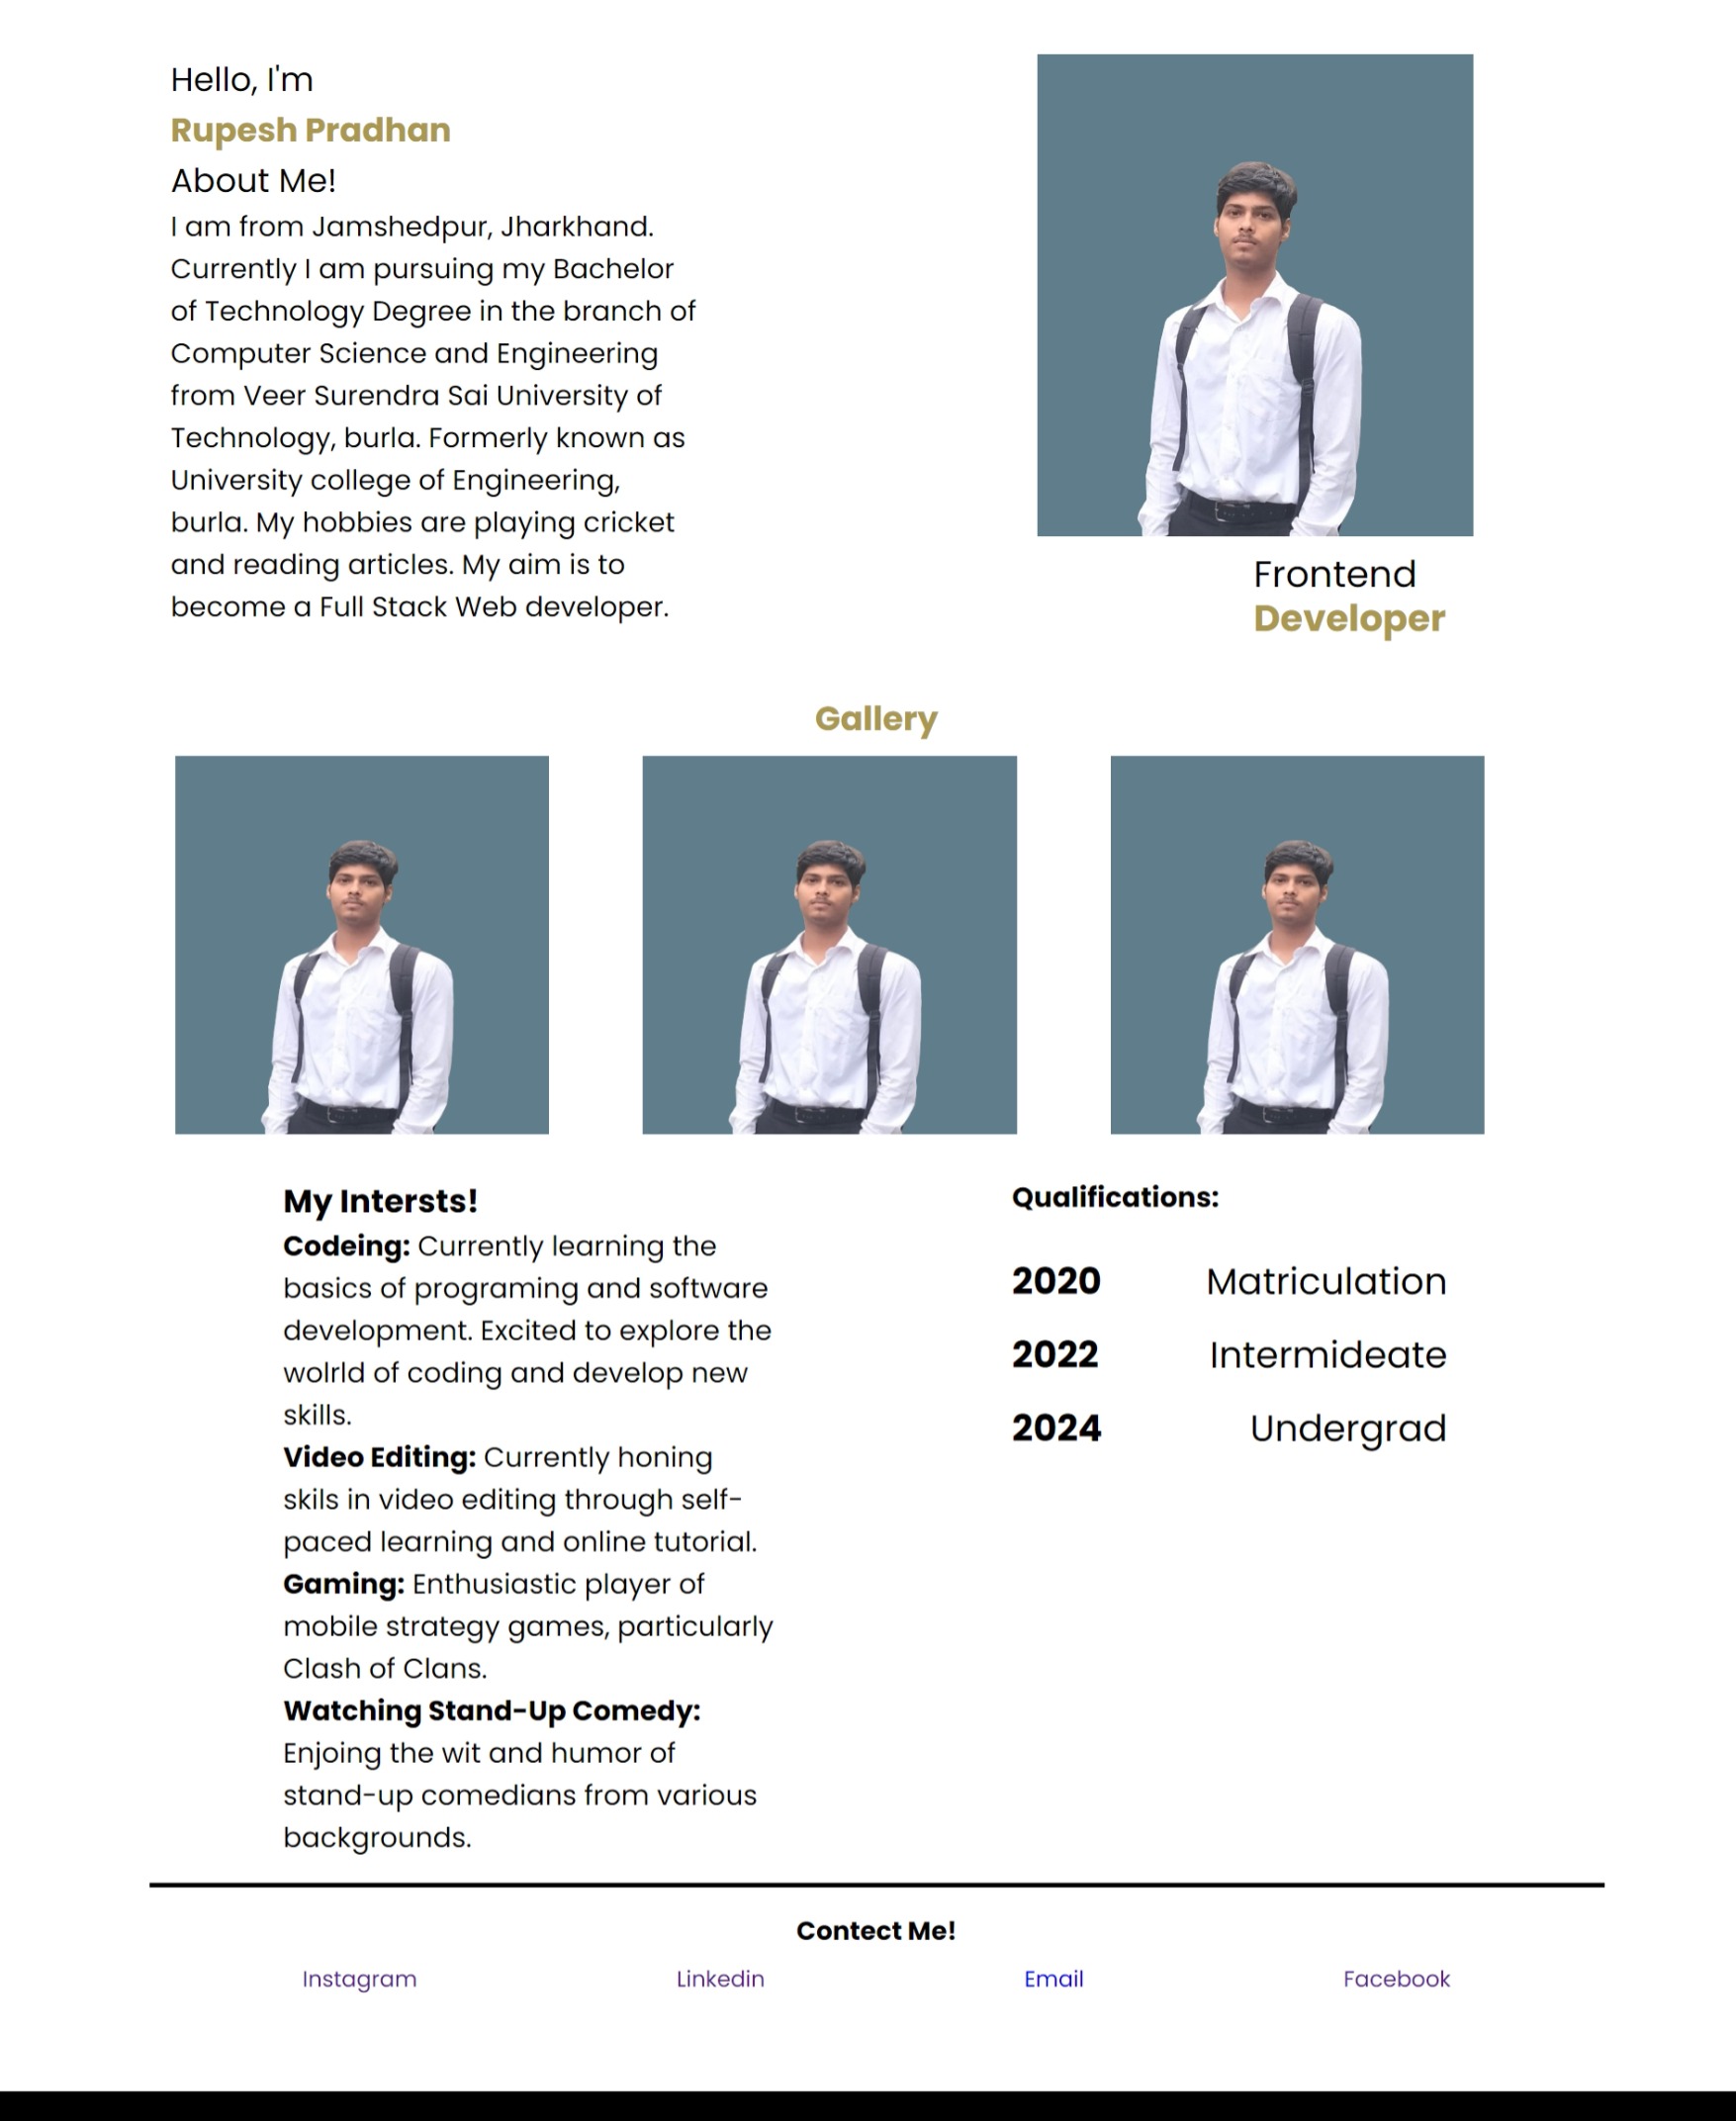 Hello, I'm
Rupesh Pradhan
About Me!
I am from Jamshedpur, Jharkhand.
Currently I am pursuing my Bachelor
of Technology Degree in the branch of
Computer Science and Engineering
from Veer Surendra Sai University of
Technology, burla. Formerly known as
University college of Engineering,
burla. My hobbies are playing cricket
and reading articles. My aim is to
become a Full Stack Web developer.
Frontend
Developer
Gallery
My Intersts!
Codeing: Currently learning the
basics of programing and software
development. Excited to explore the
wolrld of coding and develop new
skills.
Video Editing: Currently honing
skils in video editing through self-
paced learning and online tutorial.
Gaming: Enthusiastic player of
mobile strategy games, particularly
Clash of Clans.
Watching Stand-Up Comedy:
Enjoing the wit and humor of
stand-up comedians from various
backgrounds.
Qualifications:
2020 Matriculation
2022 Intermideate
2024 Undergrad
Contect Me!
Instagram Linkedin Email Facebook